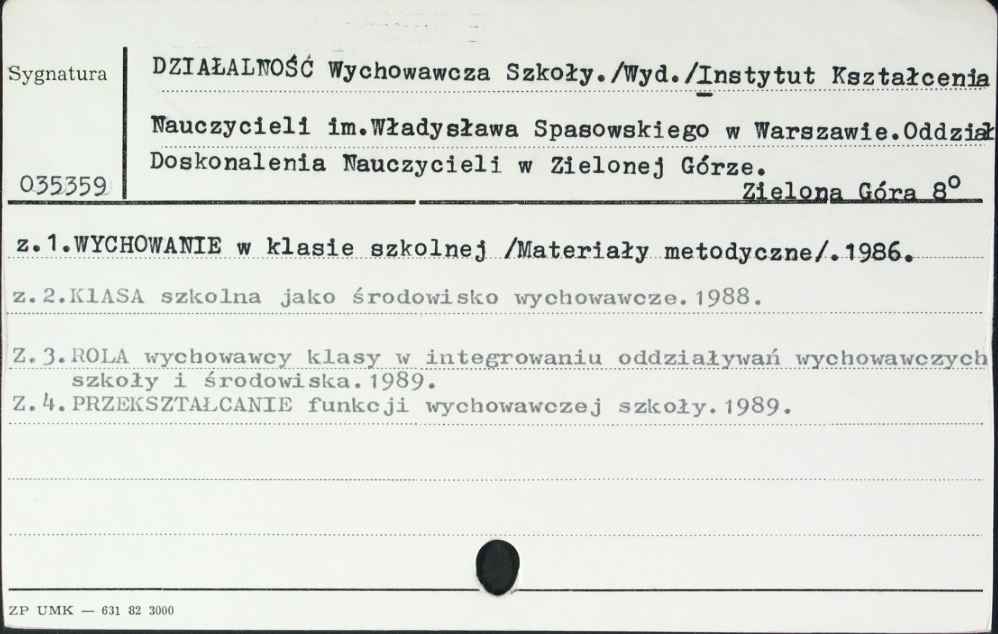 Sygnatura
DZIAŁALNOŚĆ Wychowawcza Szkoły./Wyd./Instytut Kształcenia
Nauczycieli im.Władysława Spasowskiego w Warszawie.Oddział
Doskonalenia Nauczycieli w Zielonej Górze.
035359
Zielona Góra 8°
z.1.WYCHOWANIE w klasie szkolnej /Materiały metodyczne/.1986.
z.2.KlASA szkolna jako środowisko wychowawcze.1988.
Z.3.ROLA wychowawcy klasy w integrowaniu oddziaływań wychowawczych
szkoły i środowiska.1989.
Z.4.PRZEKSZTAŁCANIE funkcji wychowawczej szkoły.1989.
ZP UMK — 631 82 3000